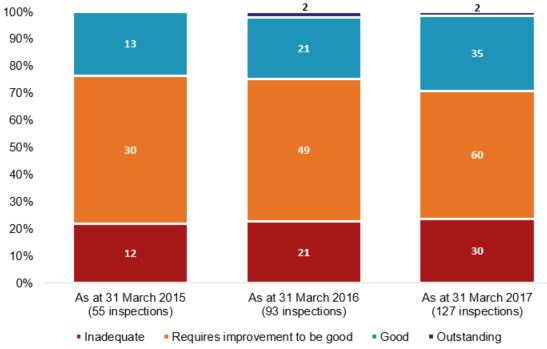 2
2
100%
90%
80%
70%
60%
50%
40%
30%
20%
10%
0%
13
21
35
30
49
60
12
21
30
As at 31 March 2015
(55 inspections)
As at 31 March 2016
(93 inspections)
As at 31 March 2017
(127 inspections)
Inadequate
Requires improvement to be good
Good
Outstanding